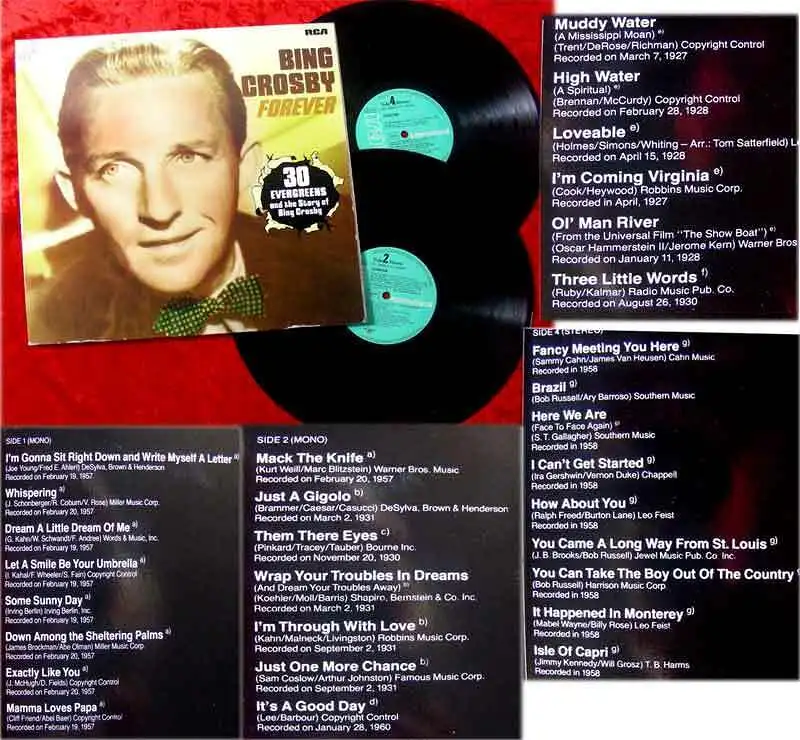 RCA
BING
CROSBY
FOREVER
30
EVERGREENS
and the Story of
Bing Crosby
Muddy Water
(A Mississippi Moan) e)
(Trent/DeRose/Richman) Copyright Control
Recorded on March 7, 1927
High Water
(A Spiritual) e)
(Brennan/McCurdy) Copyright Control
Recorded on February 28, 1928
Loveable e)
(Holmes/Simons/Whiting – Arr.: Tom Satterfield)
Recorded on April 15, 1928
I'm Coming Virginia e)
(Cook/Heywood) Robbins Music Corp.
Recorded in April, 1927
Ol' Man River
(From the Universal Film "The Show Boat") e)
(Oscar Hammerstein II/Jerome Kern) Warner Bros
Recorded on January 11, 1928
Three Little Words f)
(Ruby/Kalmar) Radio Music Pub. Co.
Recorded on August 26, 1930
SIDE 4 (STEREO)
Fancy Meeting You Here g)
(Sammy Cahn/James Van Heusen) Cahn Music
Recorded in 1958
Brazil g)
(Bob Russell/Ary Barroso) Southern Music
Here We Are
(Face To Face Again) g)
(S. T. Gallagher) Southern Music
Recorded in 1958
I Can't Get Started g)
(Ira Gershwin/Vernon Duke) Chappell
Recorded in 1958
How About You g)
(Ralph Freed/Burton Lane) Leo Feist
Recorded in 1958
You Came A Long Way From St. Louis g)
(J. B. Brooks/Bob Russell) Jewel Music Pub. Co. Inc.
You Can Take The Boy Out Of The Country
(Bob Russell) Harrison Music Corp
Recorded in 1958
It Happened In Monterey g)
(Mabel Wayne/Billy Rose) Leo Feist
Recorded in 1958
Isle Of Capri g)
(Jimmy Kennedy/Will Grosz) T. B. Harms
Recorded in 1958
SIDE 1 (MONO)
I'm Gonna Sit Right Down and Write Myself A Letter a)
(Joe Young/Fred E. Ahlert) DeSylva, Brown & Henderson
Recorded on February 19, 1957
Whispering a)
(J. Schonberger/R. Coburn/V. Rose) Miller Music Corp.
Recorded on February 20, 1957
Dream A Little Dream Of Me a)
(G. Kahn/W. Schwandt/F. Andree) Words & Music, Inc.
Recorded on February 19, 1957
Let A Smile Be Your Umbrella a)
(I. Kahal/F. Wheeler/S. Fain) Copyright Control
Recorded on February 19, 1957
Some Sunny Day a)
(Irving Berlin) Irving Berlin, Inc.
Recorded on February 19, 1957
Down Among the Sheltering Palms a)
(James Brockman/Abe Olman) Miller Music Corp
Recorded on February 20, 1957
Exactly Like You a)
(J. McHugh/D. Fields) Copyright Control
Recorded on February 20, 1957
Mamma Loves Papa a)
(Cliff Friend/Abel Baer) Copyright Control
Recorded on February 19, 1957
SIDE 2 (MONO)
Mack The Knife a)
(Kurt Weill/Marc Blitzstein) Warner Bros. Music
Recorded on February 20, 1957
Just A Gigolo b)
(Brammer/Caesar/Casucci) DeSylva, Brown & Henderson
Recorded on March 2, 1931
Them There Eyes c)
(Pinkard/Tracey/Tauber) Bourne Inc.
Recorded on November 20, 1930
Wrap Your Troubles In Dreams
(And Dream Your Troubles Away)
(Koehler/Moll/Barris) Shapiro, Bernstein & Co. Inc.
Recorded on March 2, 1931
I'm Through With Love b)
(Kahn/Malneck/Livingston) Robbins Music Corp.
Recorded on September 2, 1931
Just One More Chance b)
(Sam Coslow/Arthur Johnston) Famous Music Corp.
Recorded on September 2, 1931
It's A Good Day d)
(Lee/Barbour) Copyright Control
Recorded on January 28, 1960